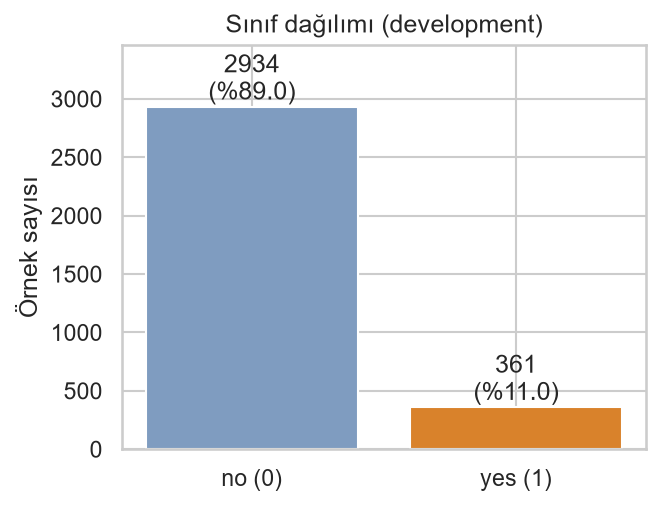 Sınıf dağılımı (development)
Örnek sayısı
3000
2500
2000
1500
1000
500
0
2934
(%89.0)
361
(%11.0)
no (0)
yes (1)